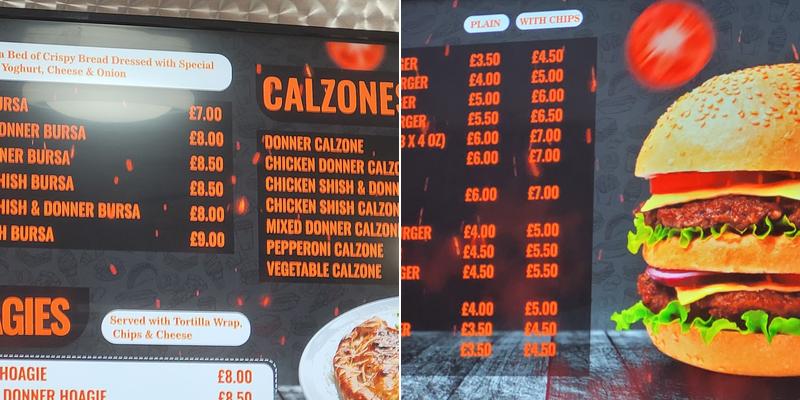 a Bed of Crispy Bread Dressed with Special
Yoghurt, Cheese & Onion
URSA £7.00
ONNER BURSA £8.00
NER BURSA £8.50
HISH BURSA £8.50
HISH & DONNER BURSA £8.00
H BURSA £9.00
AGIES
Served with Tortilla Wrap,
Chips & Cheese
HOAGIE £8.00
DONNER HOAGIE £8.50
CALZONES
DONNER CALZONE
CHICKEN DONNER CALZO
CHICKEN SHISH & DONN
CHICKEN SHISH CALZON
MIXED DONNER CALZON
PEPPERONI CALZONE
VEGETABLE CALZONE
PLAIN WITH CHIPS
GER £3.50 £4.50
RGER £4.00 £5.00
GER £5.00 £6.00
RGER £5.50 £6.50
3 X 4 OZ) £6.00 £7.00
£6.00 £7.00
£6.00 £7.00
URGER £4.00 £5.00
£4.50 £5.50
GER £4.50 £5.50
£4.00 £5.00
£3.50 £4.50
£3.50 £4.50